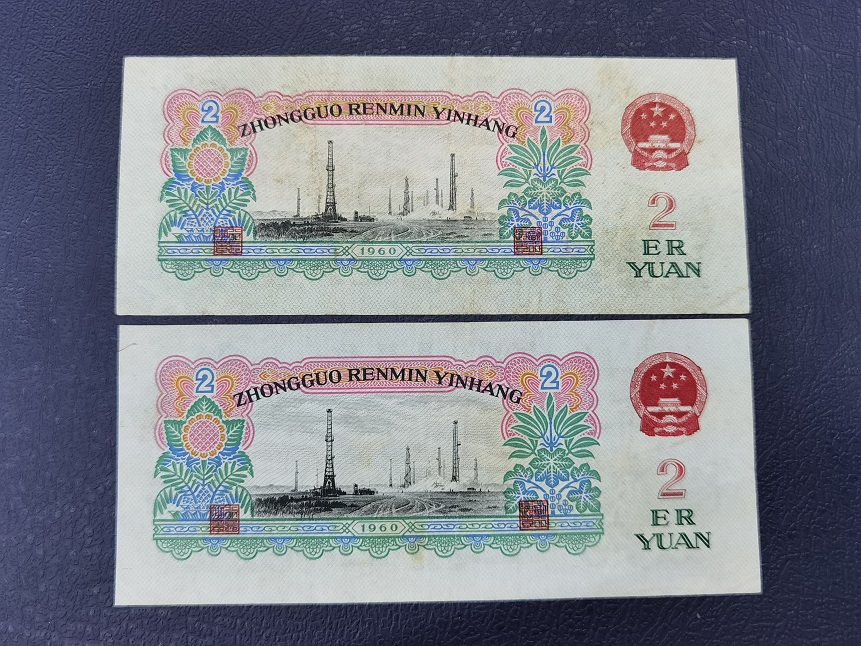 2 2
ZHONGGUO RENMIN YINHANG
1960
2
ER
YUAN
2 2
ZHONGGUO RENMIN YINHANG
1960
2
ER
YUAN